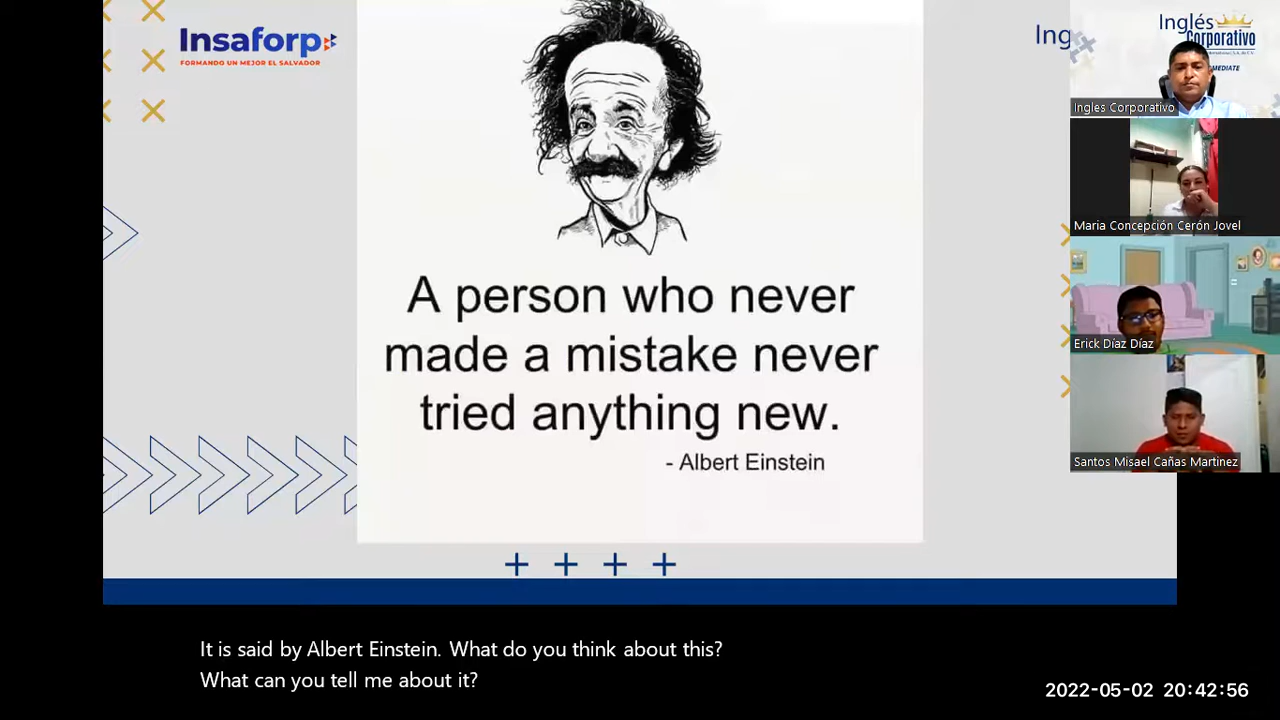 Insaforp
FORMANDO UN MEJOR EL SALVADOR
Ing
Inglés
Corporativo
Ingles Corporativo
Maria Concepción Cerón Jovel
Erick Díaz Díaz
Santos Misael Cañas Martinez
A person who never
made a mistake never
tried anything new.
- Albert Einstein
It is said by Albert Einstein. What do you think about this?
What can you tell me about it?
2022-05-02 20:42:56